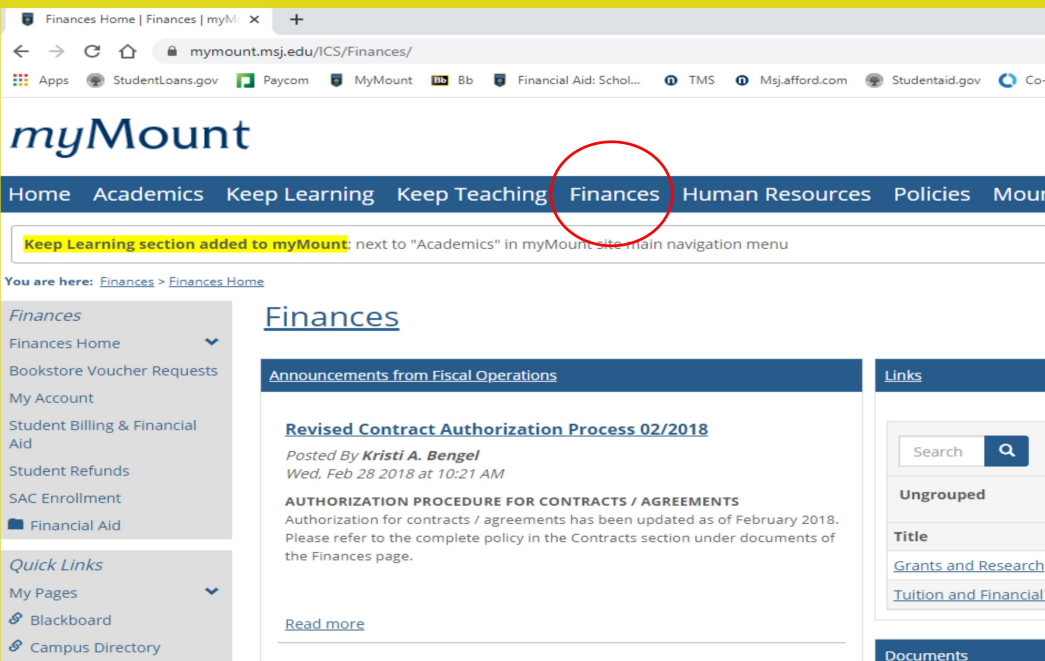 Finances Home | Finances | myM
mymount.msj.edu/ICS/Finances/
Apps StudentLoans.gov Paycom MyMount Bb Bb Financial Aid: Schol... TMS Msj.afford.com Studentaid.gov Co-
myMount
Home Academics Keep Learning Keep Teaching Finances Human Resources Policies Moun
Keep Learning section added to myMount: next to "Academics" in myMount site main navigation menu
You are here: Finances > Finances Home
Finances
Finances Home
Bookstore Voucher Requests
My Account
Student Billing & Financial
Aid
Student Refunds
SAC Enrollment
Financial Aid
Quick Links
My Pages
Blackboard
Campus Directory
Finances
Announcements from Fiscal Operations
Revised Contract Authorization Process 02/2018
Posted By Kristi A. Bengel
Wed, Feb 28 2018 at 10:21 AM
AUTHORIZATION PROCEDURE FOR CONTRACTS / AGREEMENTS
Authorization for contracts / agreements has been updated as of February 2018.
Please refer to the complete policy in the Contracts section under documents of
the Finances page.
Read more
Links
Search
Ungrouped
Title
Grants and Research
Tuition and Financial
Documents